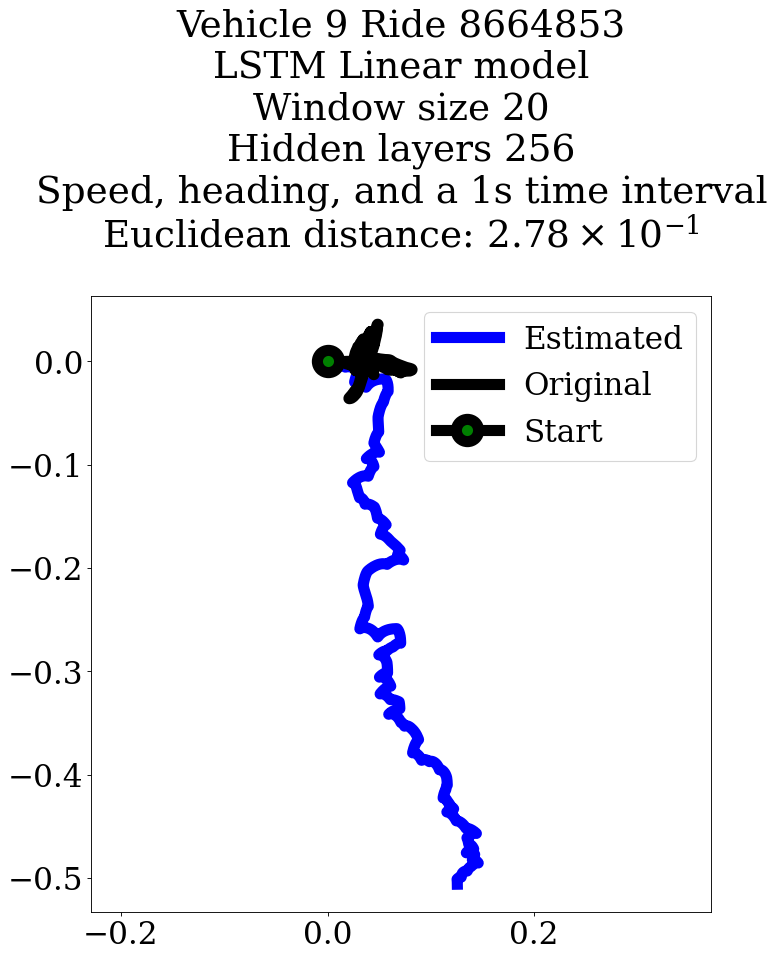 Vehicle 9 Ride 8664853
LSTM Linear model
Window size 20
Hidden layers 256
Speed, heading, and a 1s time interval
Euclidean distance: 2.78 × 10⁻¹
Estimated
Original
Start
0.0
−0.1
−0.2
−0.3
−0.4
−0.5
−0.2 0.0 0.2